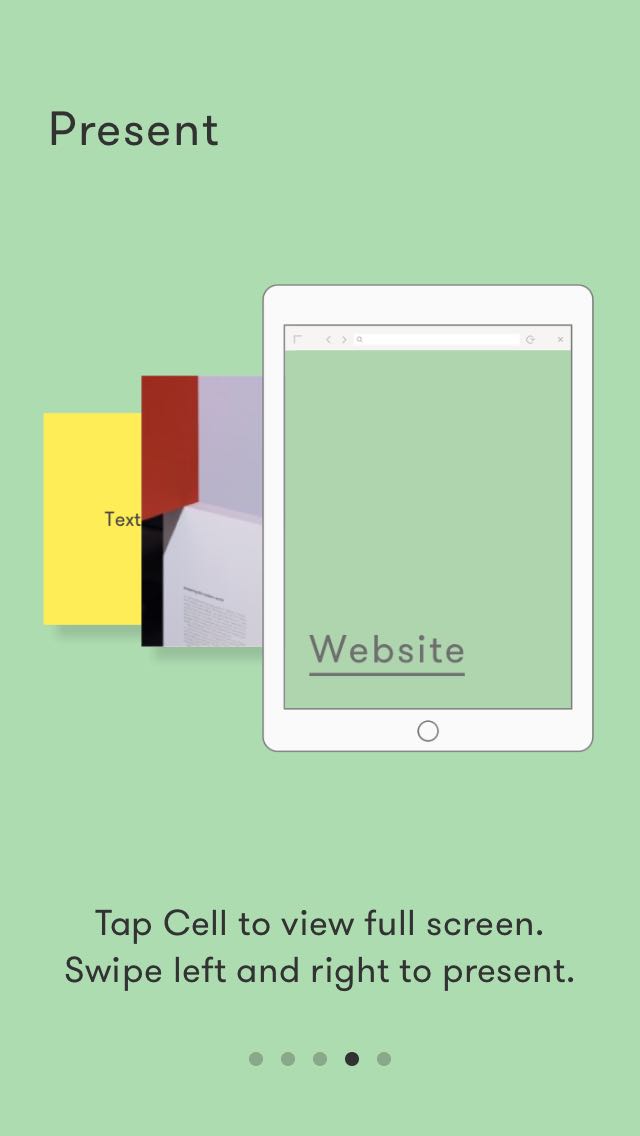 Present
Text
Website
Tap Cell to view full screen.
Swipe left and right to present.